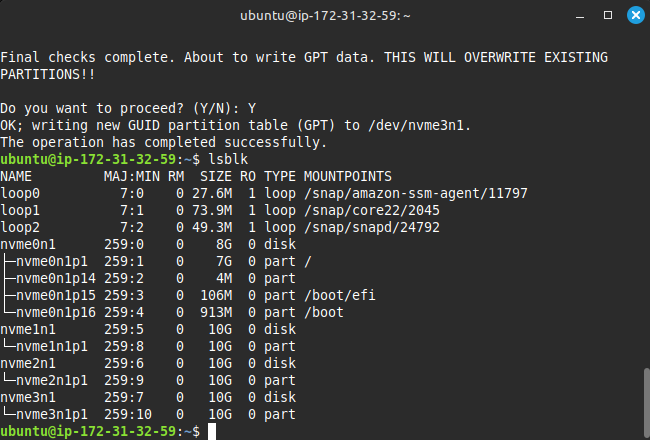 ubuntu@ip-172-31-32-59: ~
Final checks complete. About to write GPT data. THIS WILL OVERWRITE EXISTING
PARTITIONS!!
Do you want to proceed? (Y/N): Y
OK; writing new GUID partition table (GPT) to /dev/nvme3n1.
The operation has completed successfully.
ubuntu@ip-172-31-32-59:~$ lsblk
NAME         MAJ:MIN RM  SIZE RO TYPE MOUNTPOINTS
loop0          7:0    0 27.6M  1 loop /snap/amazon-ssm-agent/11797
loop1          7:1    0 73.9M  1 loop /snap/core22/2045
loop2          7:2    0 49.3M  1 loop /snap/snapd/24792
nvme0n1      259:0    0    8G  0 disk
├─nvme0n1p1  259:1    0    7G  0 part /
├─nvme0n1p14 259:2    0    4M  0 part
├─nvme0n1p15 259:3    0  106M  0 part /boot/efi
└─nvme0n1p16 259:4    0  913M  0 part /boot
nvme1n1      259:5    0   10G  0 disk
└─nvme1n1p1  259:8    0   10G  0 part
nvme2n1      259:6    0   10G  0 disk
└─nvme2n1p1  259:9    0   10G  0 part
nvme3n1      259:7    0   10G  0 disk
└─nvme3n1p1  259:10   0   10G  0 part
ubuntu@ip-172-31-32-59:~$